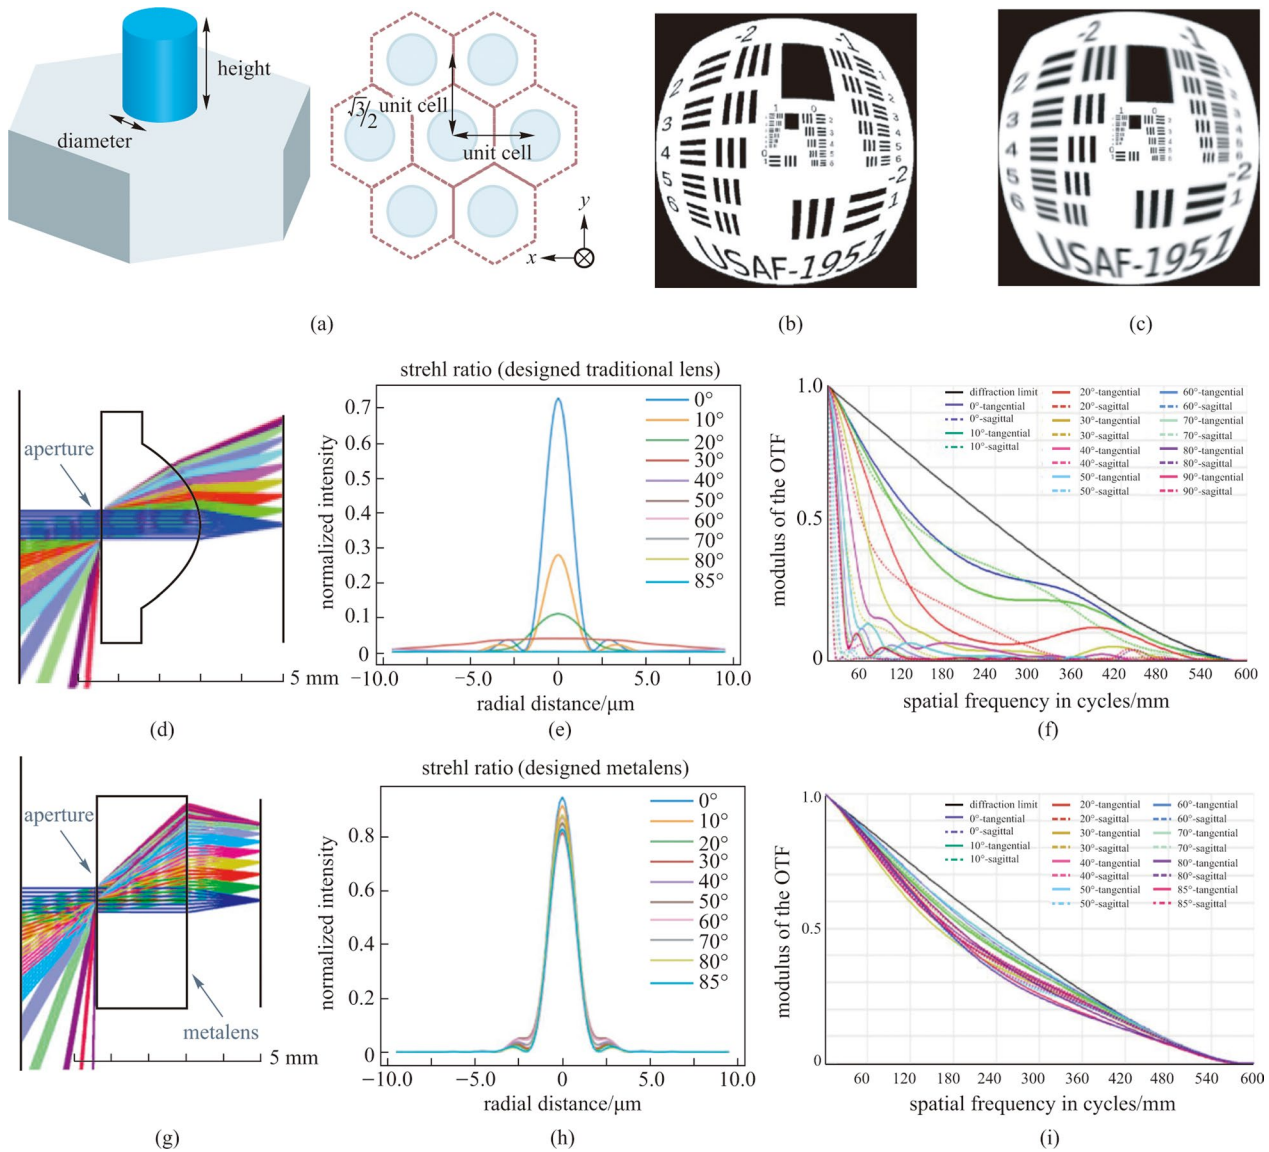 height
diameter
√3/2
unit cell
unit cell
y
x
(a)
-2
-1
2
3
4
5
6
1
0
-2
1
USAF-1951
(b)
-2
-1
2
3
4
5
6
1
0
-2
1
USAF-1951
(c)
aperture
5 mm
(d)
strehl ratio (designed traditional lens)
normalized intensity
0.7
0.5
0.4
0.3
0.2
0.1
0
−10.0
−5.0
0
5.0
10.0
radial distance/μm
0°
10°
20°
30°
40°
50°
60°
70°
80°
85°
(e)
modulus of the OTF
1.0
0.5
0
60
120
180
240
300
360
420
480
540
600
spatial frequency in cycles/mm
diffraction limit
0°-tangential
0°-sagittal
10°-tangential
10°-sagittal
20°-tangential
20°-sagittal
30°-tangential
30°-sagittal
40°-tangential
40°-sagittal
50°-tangential
50°-sagittal
60°-tangential
60°-sagittal
70°-tangential
70°-sagittal
80°-tangential
80°-sagittal
90°-tangential
90°-sagittal
(f)
aperture
metalens
5 mm
(g)
strehl ratio (designed metalens)
normalized intensity
0.8
0.6
0.4
0.2
0
−10.0
−5.0
0
5.0
10.0
radial distance/μm
0°
10°
20°
30°
40°
50°
60°
70°
80°
85°
(h)
modulus of the OTF
1.0
0.5
0
60
120
180
240
300
360
420
480
540
600
spatial frequency in cycles/mm
diffraction limit
0°-tangential
0°-sagittal
10°-tangential
10°-sagittal
20°-tangential
20°-sagittal
30°-tangential
30°-sagittal
40°-tangential
40°-sagittal
50°-tangential
50°-sagittal
60°-tangential
60°-sagittal
70°-tangential
70°-sagittal
80°-tangential
80°-sagittal
85°-tangential
85°-sagittal
(i)